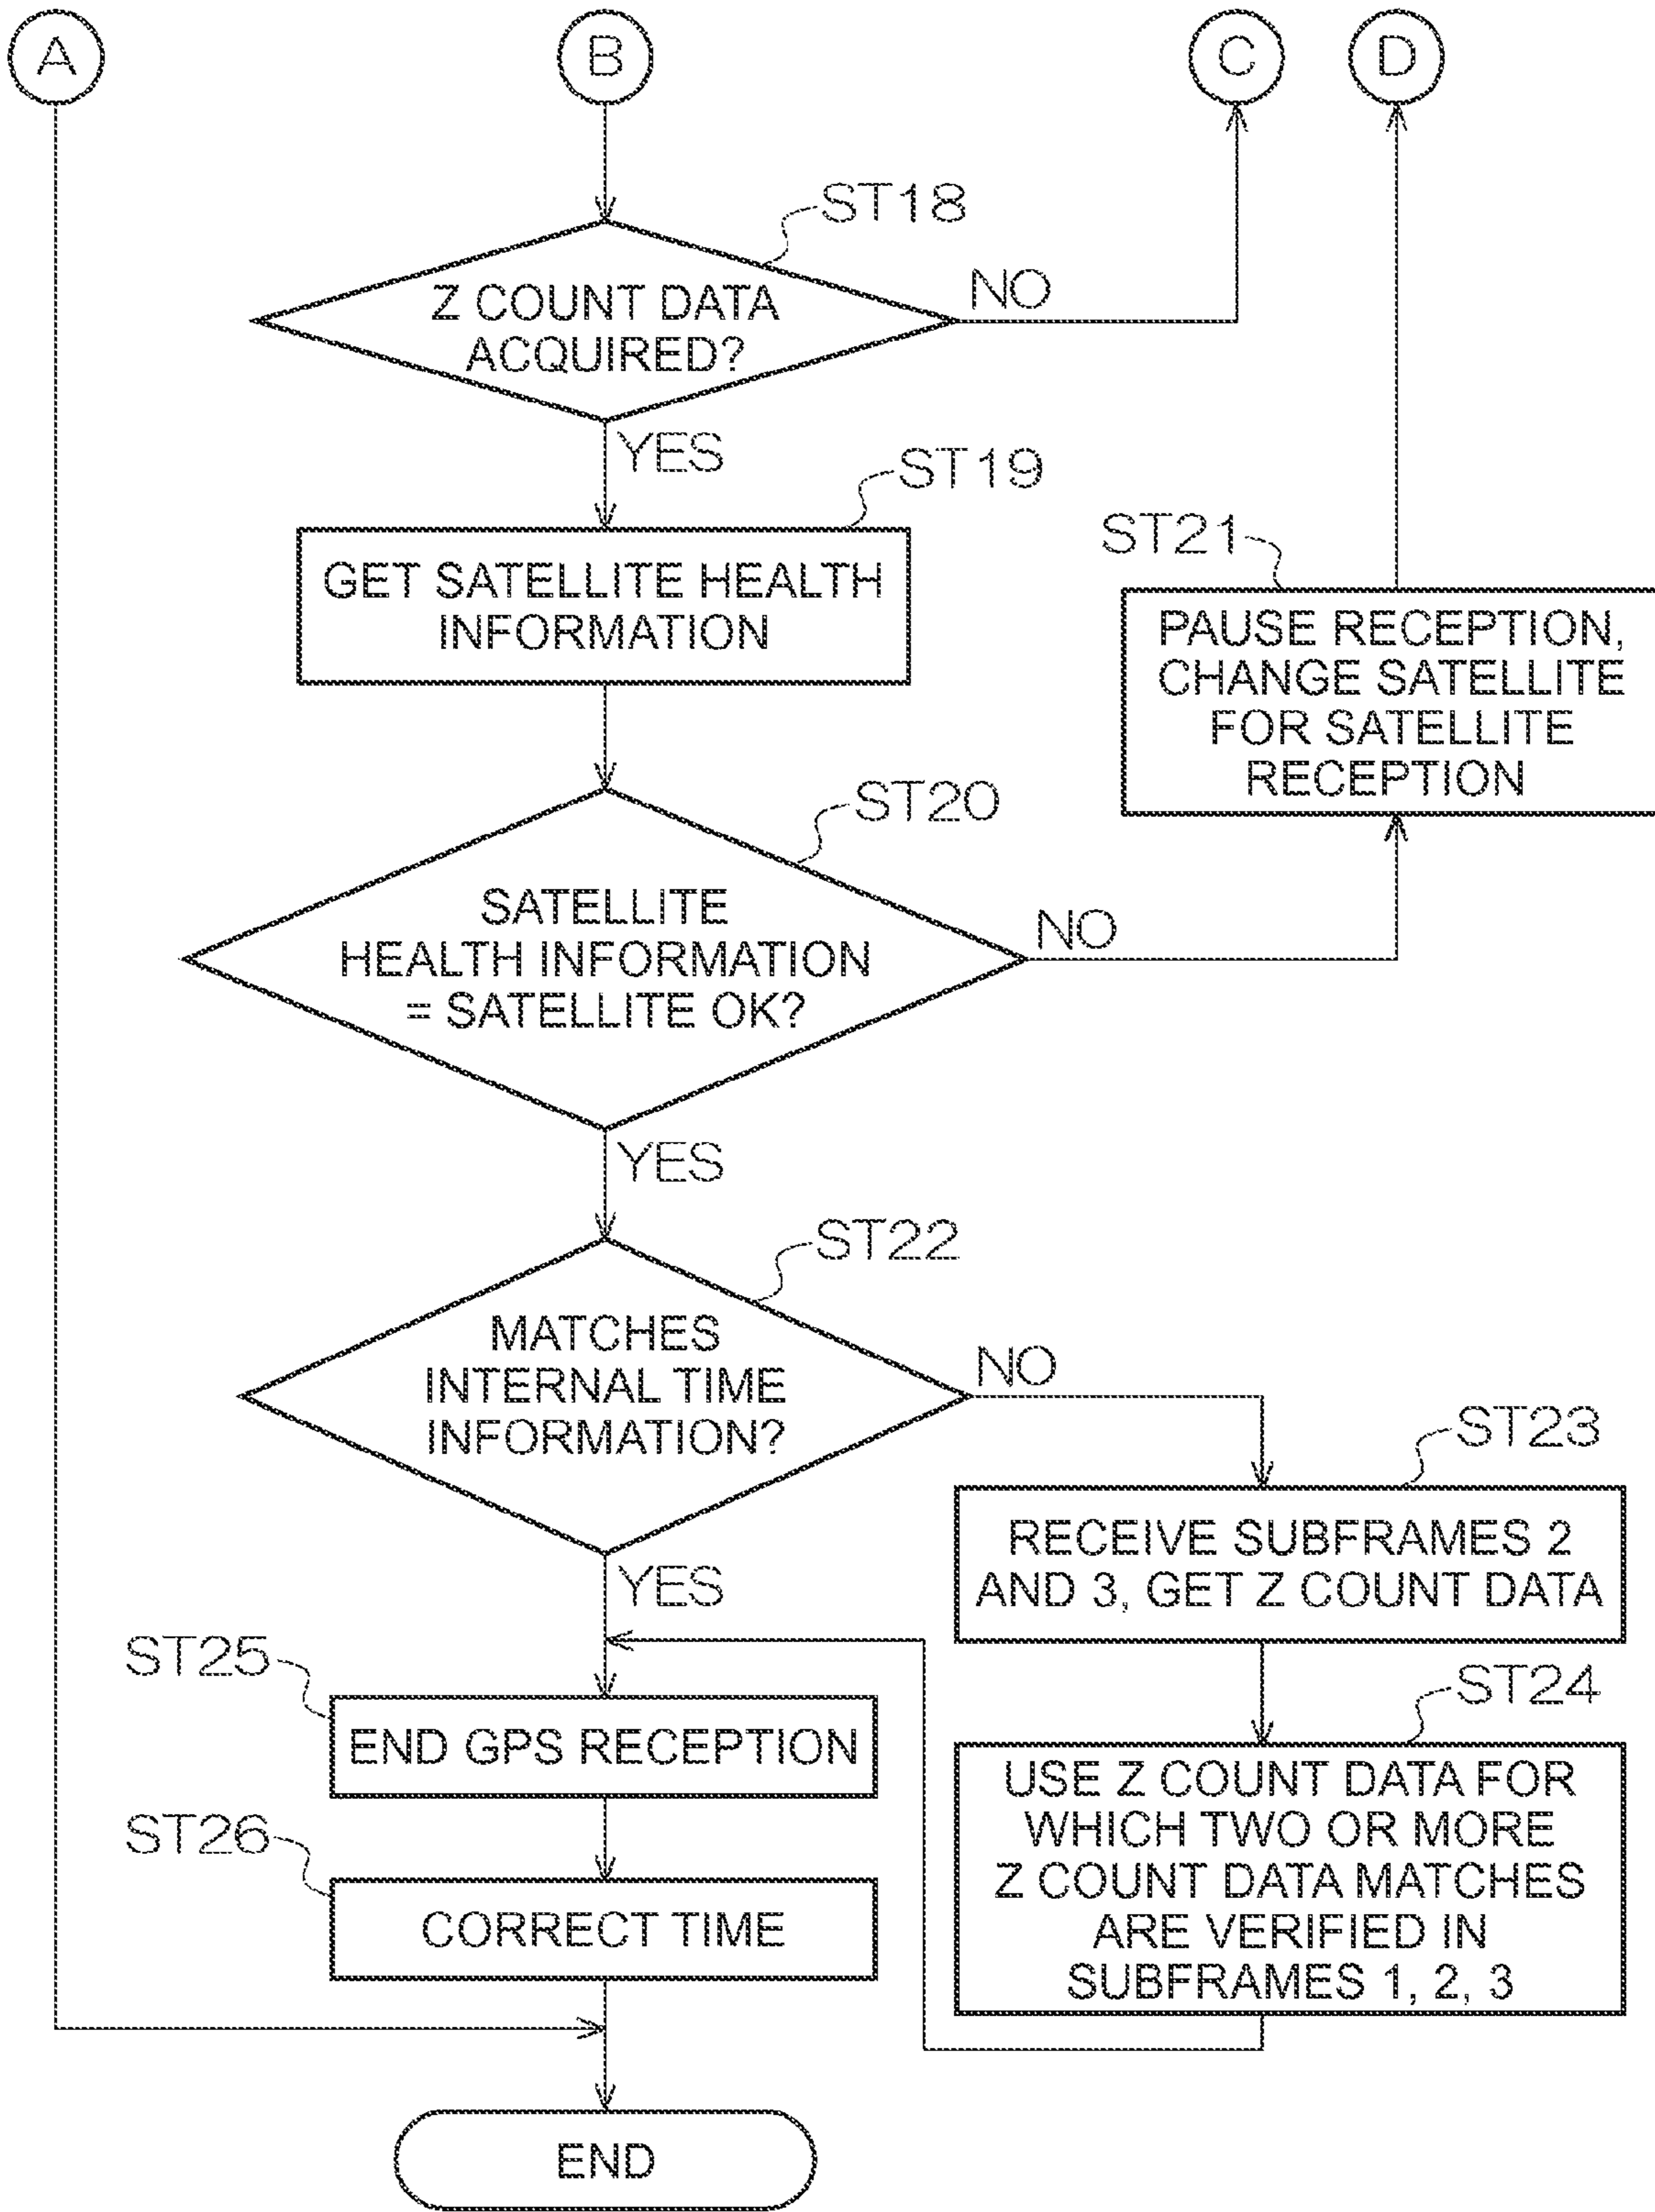 A
B
C
D
ST18
Z COUNT DATA
ACQUIRED?
NO
YES
ST19
GET SATELLITE HEALTH
INFORMATION
ST21
PAUSE RECEPTION,
CHANGE SATELLITE
FOR SATELLITE
RECEPTION
ST20
SATELLITE
HEALTH INFORMATION
= SATELLITE OK?
NO
YES
ST22
MATCHES
INTERNAL TIME
INFORMATION?
NO
YES
ST23
RECEIVE SUBFRAMES 2
AND 3, GET Z COUNT DATA
ST24
USE Z COUNT DATA FOR
WHICH TWO OR MORE
Z COUNT DATA MATCHES
ARE VERIFIED IN
SUBFRAMES 1, 2, 3
ST25
END GPS RECEPTION
ST26
CORRECT TIME
END